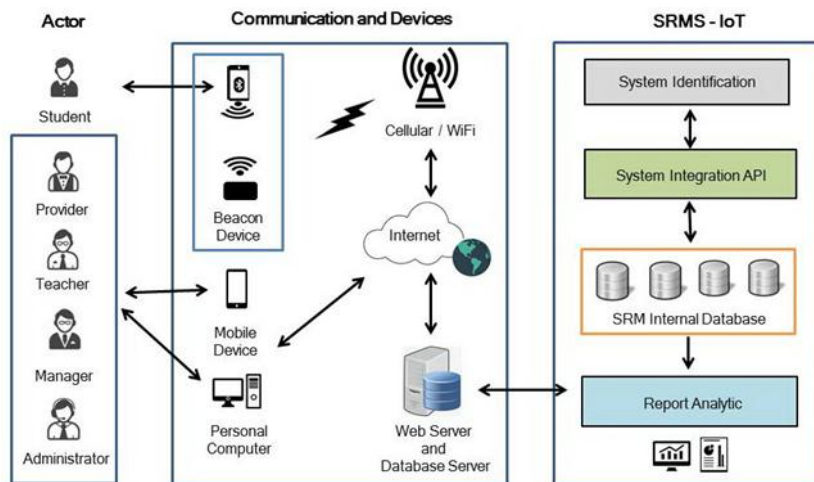 Actor
Communication and Devices
SRMS - IoT
Student
Provider
Teacher
Manager
Administrator
Beacon
Device
Mobile
Device
Personal
Computer
Cellular / WiFi
Internet
Web Server
and
Database Server
System Identification
System Integration API
SRM Internal Database
Report Analytic